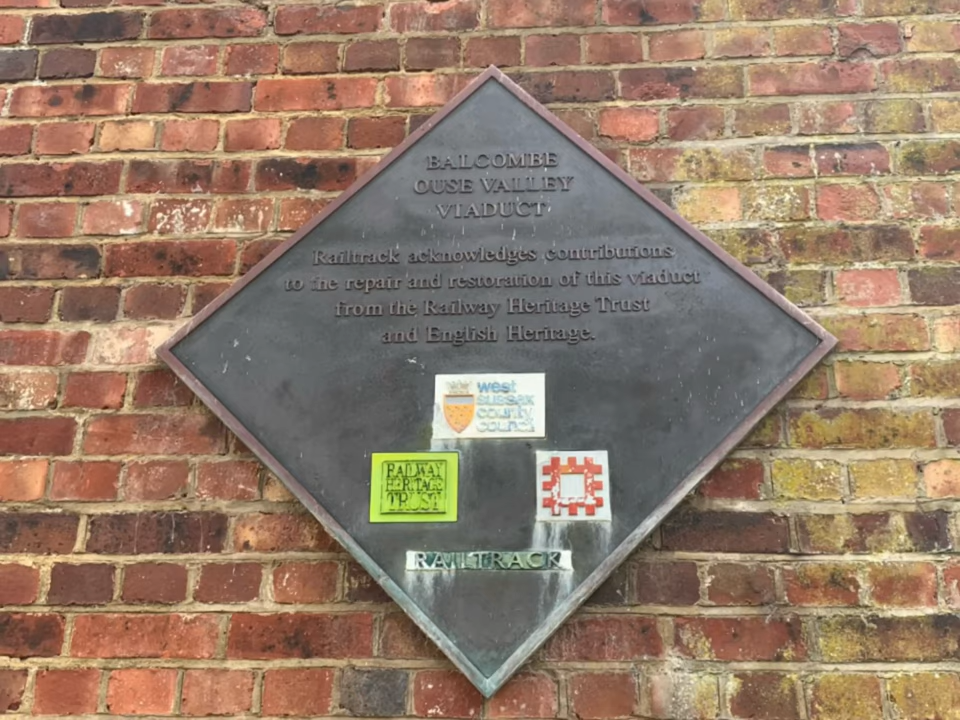 BALCOMBE
OUSE VALLEY
VIADUCT
Railtrack acknowledges contributions
to the repair and restoration of this viaduct
from the Railway Heritage Trust
and English Heritage.
west
sussex
county
council
RAILWAY
HERITAGE
TRUST
RAILTRACK